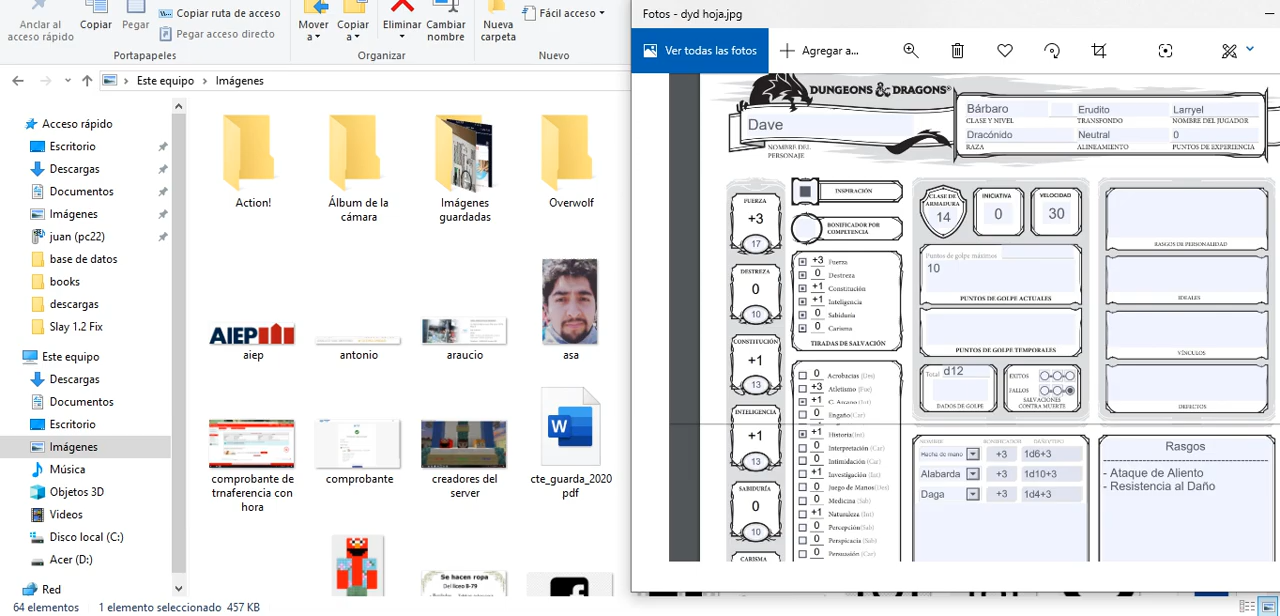 Anclar al
acceso rápido
Copiar
Pegar
Copiar ruta de acceso
Pegar acceso directo
Portapapeles
Mover
a
Copiar
a
Eliminar
Cambiar
nombre
Organizar
Nueva
carpeta
Fácil acceso
Nuevo
Este equipo > Imágenes
Acceso rápido
Escritorio
Descargas
Documentos
Imágenes
juan (pc22)
base de datos
books
descargas
Slay 1.2 Fix
Este equipo
Descargas
Documentos
Escritorio
Imágenes
Música
Objetos 3D
Videos
Disco local (C:)
Arto (D:)
Red
Action!
Álbum de la
cámara
Imágenes
guardadas
Overwolf
AIEP
aiep
antonio
araucio
asa
W
comprobante de
trnaferencia con
hora
comprobante
creadores del
server
cte_guarda_2020
pdf
Se hacen ropa
64 elementos
1 elemento seleccionado 457 KB
Fotos - dyd hoja.jpg
Ver todas las fotos
Agregar a...
DUNGEONS & DRAGONS®
Dave
NOMBRE DEL
PERSONAJE
Bárbaro Erudito Larryel
CLASE Y NIVEL TRANSFONDO NOMBRE DEL JUGADOR
Dracónido Neutral 0
RAZA ALINEAMIENTO PUNTOS DE EXPERIENCIA
FUERZA
+3
17
DESTREZA
0
10
CONSTITUCIÓN
+1
13
INTELIGENCIA
+1
13
SABIDURÍA
0
10
CARISMA
INSPIRACIÓN
BONIFICADOR POR
COMPETENCIA
+3 Fuerza
0 Destreza
+1 Constitución
+1 Inteligencia
0 Sabiduría
0 Carisma
TIRADAS DE SALVACIÓN
0 Acrobacias (Des)
+3 Atletismo (Fue)
+1 C. Arcano (Int)
0 Engaño (Car)
+1 Historia (Int)
0 Interpretación (Car)
0 Intimidación (Car)
+1 Investigación (Int)
0 Juego de Manos (Des)
0 Medicina (Sab)
+1 Naturaleza (Int)
0 Percepción (Sab)
0 Perspicacia (Sab)
0 Persuasión (Car)
CLASE DE
ARMADURA
14
INICIATIVA
0
VELOCIDAD
30
Puntos de golpe máximos
10
PUNTOS DE GOLPE ACTUALES
PUNTOS DE GOLPE TEMPORALES
Total d12
DADOS DE GOLPE
EXITOS
FALLOS
SALVACIONES
CONTRA MUERTE
NOMBRE BONIFICADOR DAÑO/TIPO
Hacha de mano +3 1d6+3
Alabarda +3 1d10+3
Daga +3 1d4+3
RASGOS DE PERSONALIDAD
IDEALES
VÍNCULOS
DEFECTOS
Rasgos
- Ataque de Aliento
- Resistencia al Daño